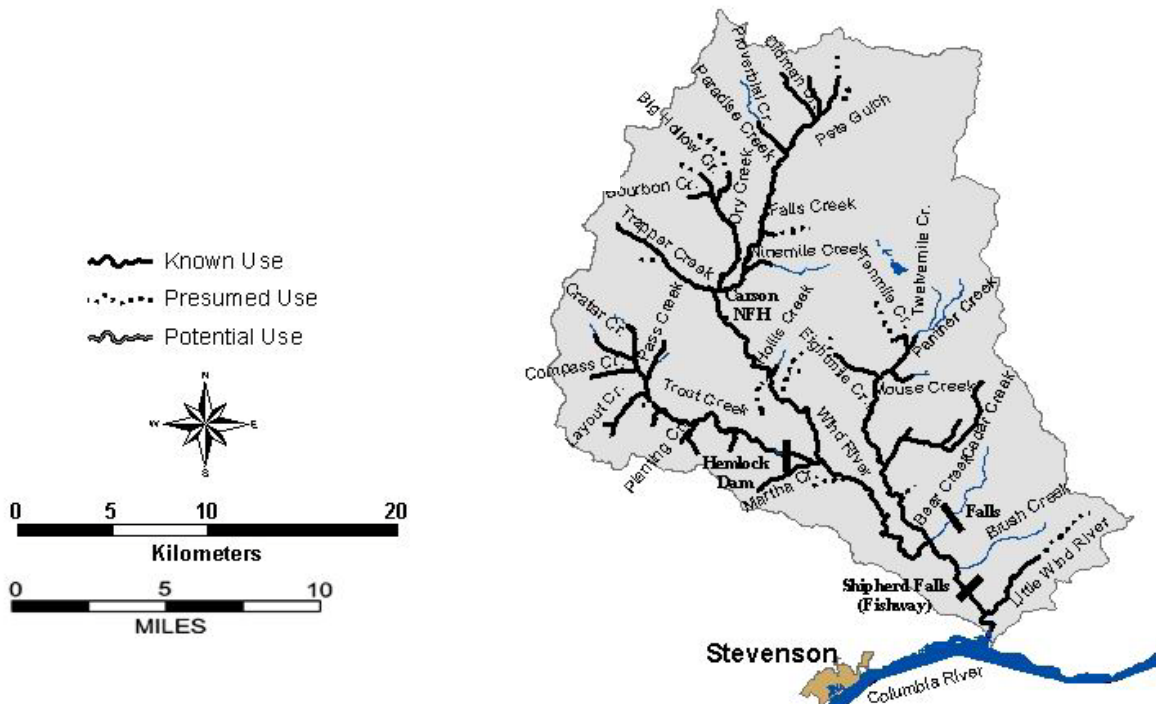 Known Use
Presumed Use
Potential Use
N
W
E
S
0
5
10
20
Kilometers
0
5
10
MILES
Oldman Cr.
Proverbial Cr.
Paradise Creek
Pete Gulch
Big Hollow Cr.
Dry Creek
Bourbon Cr.
Falls Creek
Trapper Creek
Ninemile Creek
Twelvemile Cr.
Tenmile Cr.
Carson
NFH
Hollis Creek
Panther Creek
Crater Cr.
Pass Creek
Eightmile Cr.
Compass Cr.
Mouse Creek
Trout Creek
Layout Cr.
Wind River
Cedar Creek
Planting Cr.
Hemlock
Dam
Martha Cr.
Bear Creek
Falls
Brush Creek
Shipherd Falls
(Fishway)
Little Wind River
Stevenson
Columbia River